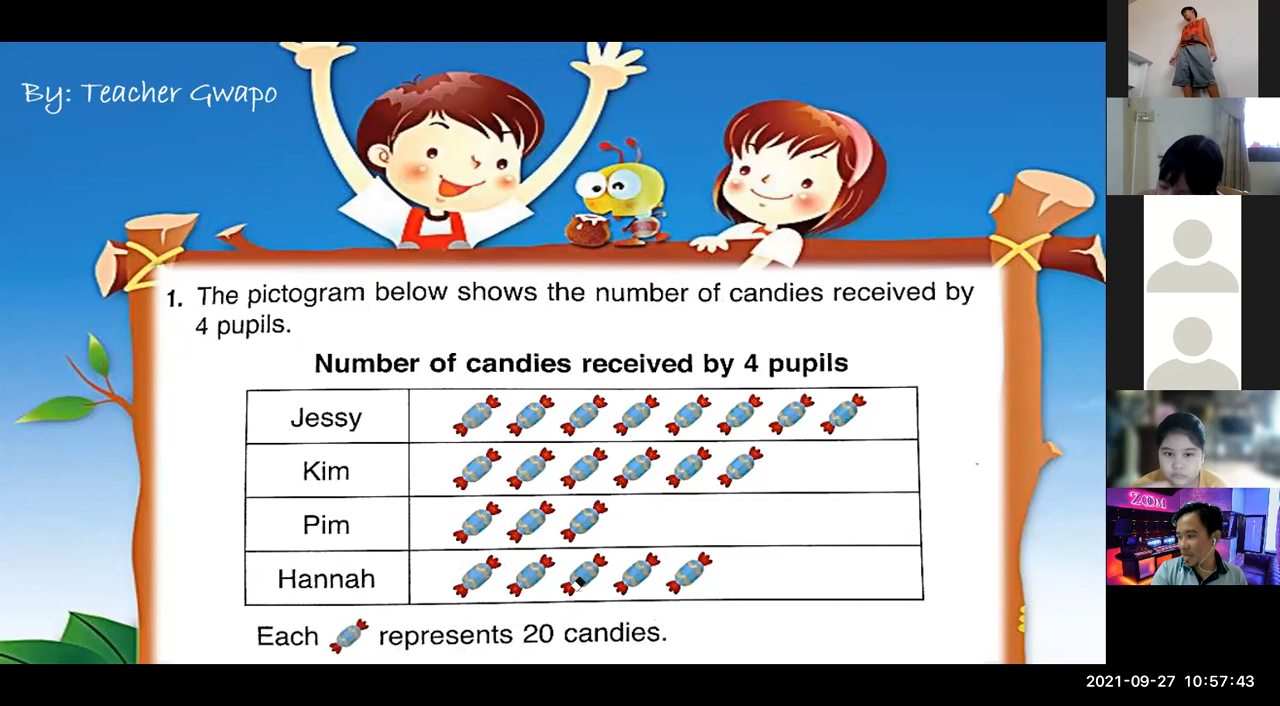 By: Teacher Gwapo
1. The pictogram below shows the number of candies received by
4 pupils.
Number of candies received by 4 pupils
Jessy
Kim
Pim
Hannah
Each represents 20 candies.
ZOOM
2021-09-27 10:57:43